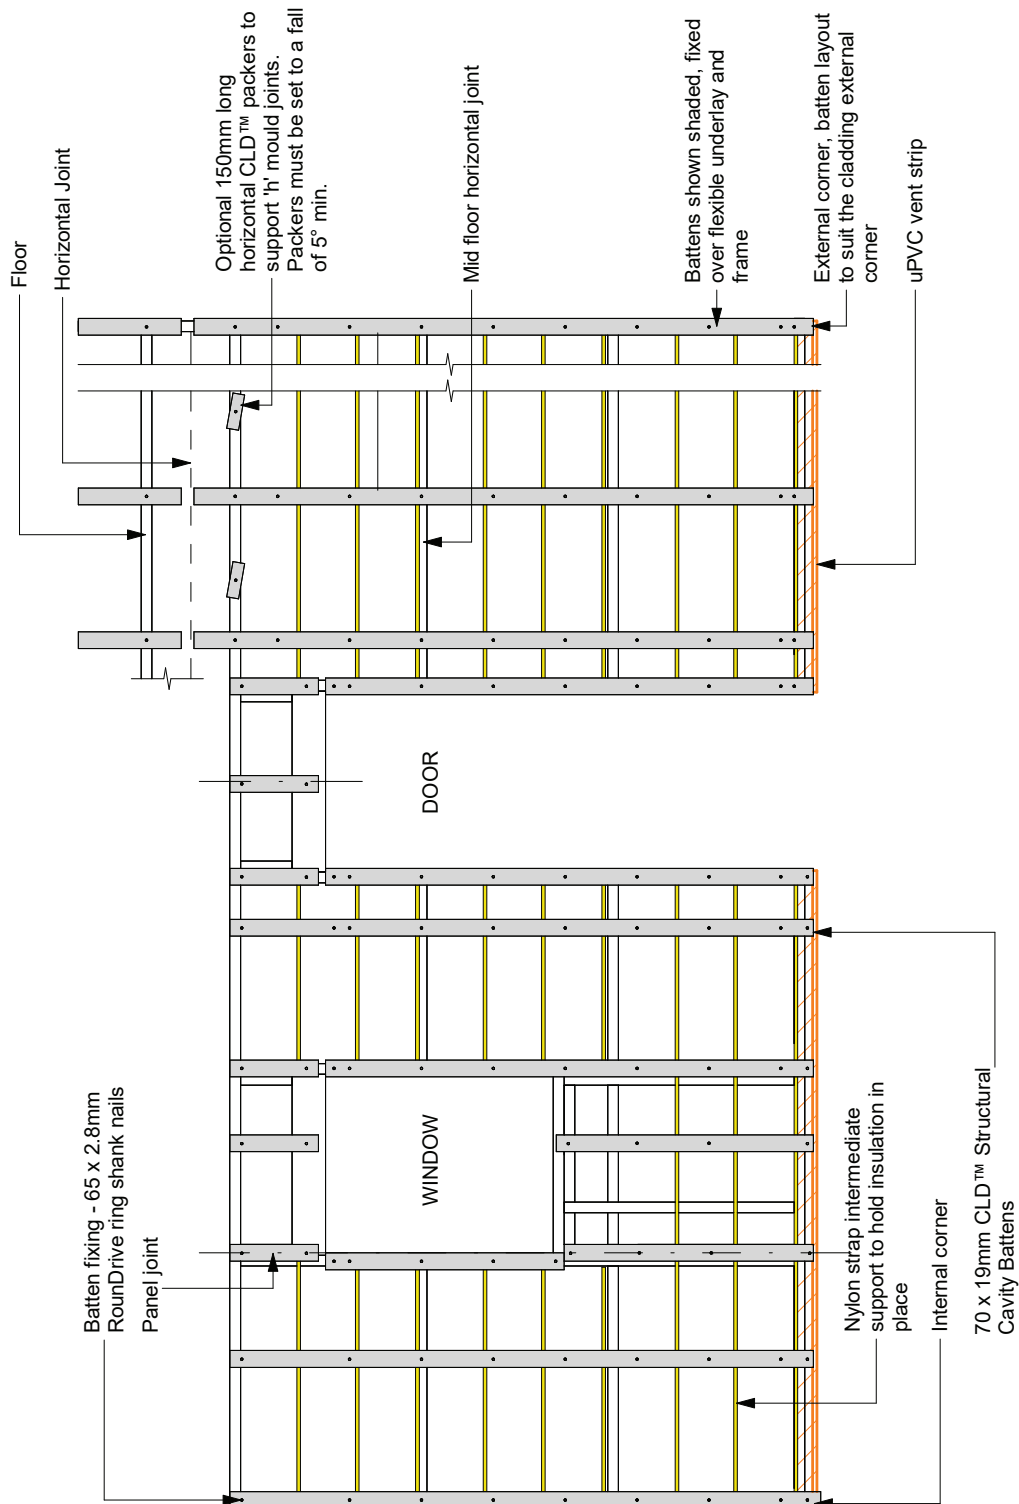 Batten fixing - 65 x 2.8mm
RounDrive ring shank nails
Panel joint
Optional 150mm long
horizontal CLD™ packers to
support 'h' mould joints.
Packers must be set to a fall
of 5° min.
Floor
Horizontal Joint
WINDOW
DOOR
Mid floor horizontal joint
Battens shown shaded, fixed
over flexible underlay and
frame
External corner, batten layout
to suit the cladding external
corner
uPVC vent strip
Nylon strap intermediate
support to hold insulation in
place
Internal corner
70 x 19mm CLD™ Structural
Cavity Battens